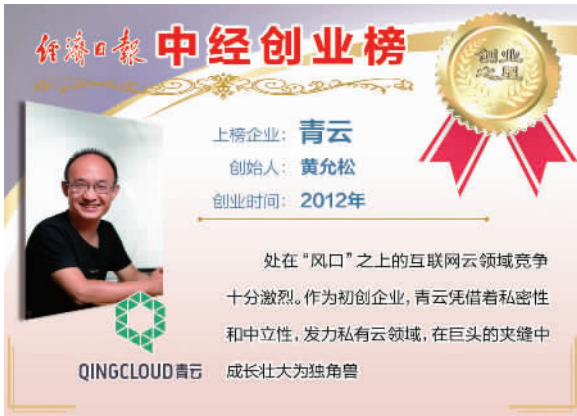 经济日报 中经创业榜
创业
之星
上榜企业：青云
创始人：黄允松
创业时间：2012年
处在“风口”之上的互联网云领域竞争
十分激烈。作为初创企业，青云凭借着私密性
和中立性，发力私有云领域，在巨头的夹缝中
成长壮大为独角兽
QINGCLOUD青云